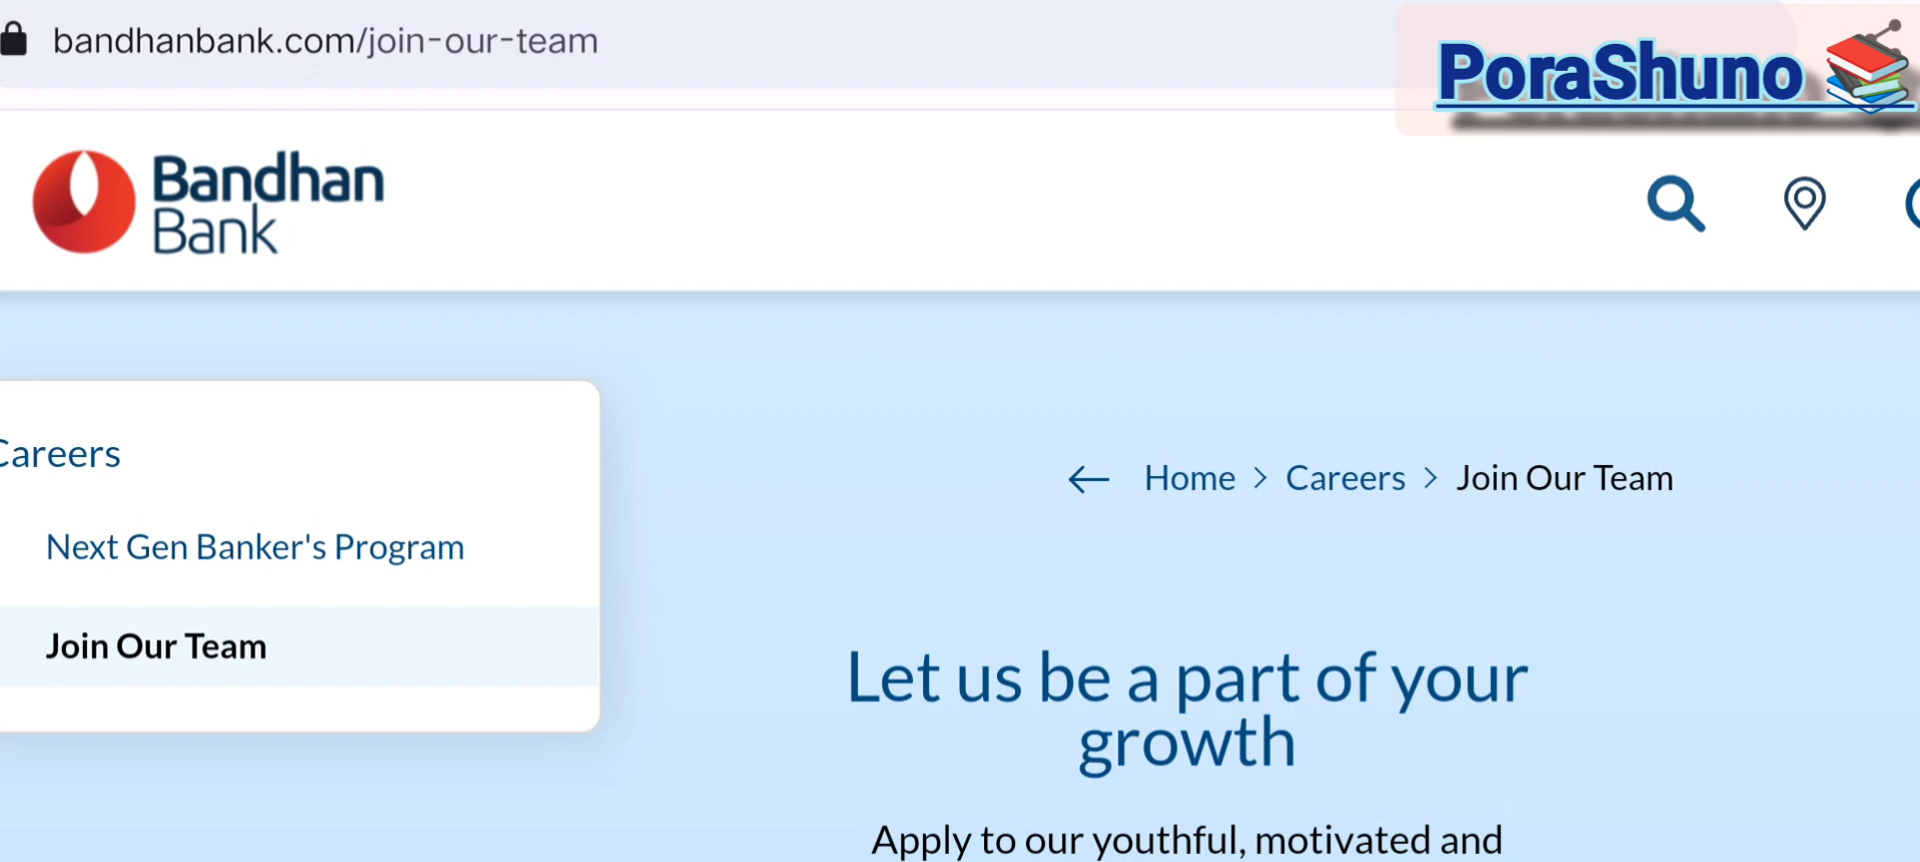 bandhanbank.com/join-our-team
PoraShuno
Bandhan
Bank
Careers
Next Gen Banker's Program
Join Our Team
Home > Careers > Join Our Team
Let us be a part of your
growth
Apply to our youthful, motivated and